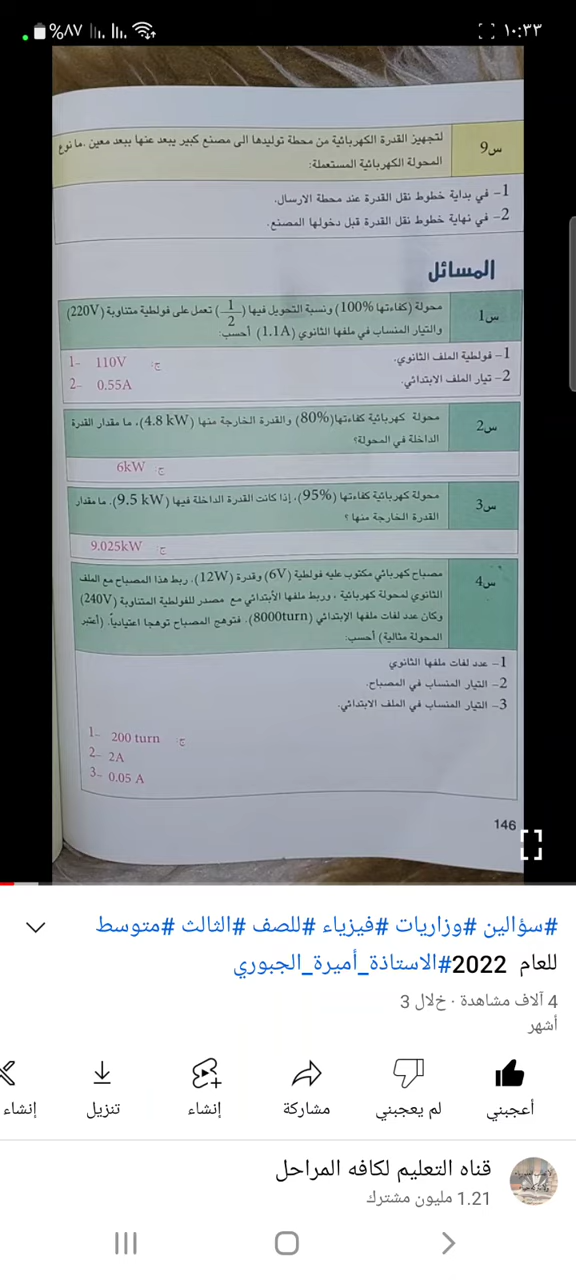 %٨٧
١٠:٣٣
س9
لتجهيز القدرة الكهربائية من محطة توليدها الى مصنع كبير يبعد عنها ببعد معين .ما نوع
المحولة الكهربائية المستعملة:
1- في بداية خطوط نقل القدرة عند محطة الارسال.
2- في نهاية خطوط نقل القدرة قبل دخولها المصنع.
المسائل
س1
محولة (كفاءتها 100%) ونسبة التحويل فيها (1/2) تعمل على فولطية متناوبة (220V)
والتيار المنساب في ملفها الثانوي (1.1A) أحسب:
1- فولطية الملف الثانوي.
2- تيار الملف الابتدائي.
ج 1- 110V
2- 0.55A
س2
محولة كهربائية كفاءتها(80%) والقدرة الخارجة منها (4.8 kW)، ما مقدار القدرة
الداخلة في المحولة؟
ج 6kW
س3
محولة كهربائية كفاءتها (95%)، إذا كانت القدرة الداخلة فيها (9.5 kW). ما مقدار
القدرة الخارجة منها ؟
ج 9.025kW
س4
مصباح كهربائي مكتوب عليه فولطية (6V) وقدرة (12W). ربط هذا المصباح مع الملف
الثانوي لمحولة كهربائية ، وربط ملفها الأبتدائي مع مصدر للفولطية المتناوبة (240V)
وكان عدد لفات ملفها الإبتدائي (8000turn). فتوهج المصباح توهجا اعتيادياً. (أعتبر
المحولة مثالية) أحسب:
1- عدد لفات ملفها الثانوي
2- التيار المنساب في المصباح.
3- التيار المنساب في الملف الابتدائي.
ج 1- 200 turn
2- 2A
3- 0.05 A
146
#سؤالين #وزاريات #فيزياء #للصف #الثالث #متوسط
للعام 2022#الاستاذة_أميرة_الجبوري
4 آلاف مشاهدة · خلال 3
أشهر
أعجبني
لم يعجبني
مشاركة
إنشاء
تنزيل
إنشاء
قناه التعليم لكافه المراحل
1.21 مليون مشترك